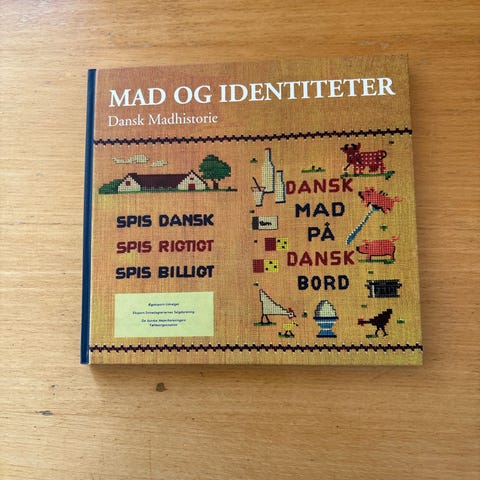 MAD OG IDENTITETER
Dansk Madhistorie
SPIS DANSK
SPIS RIGTIGT
SPIS BILLIGT
DANSK
MAD
PÅ
DANSK
BORD